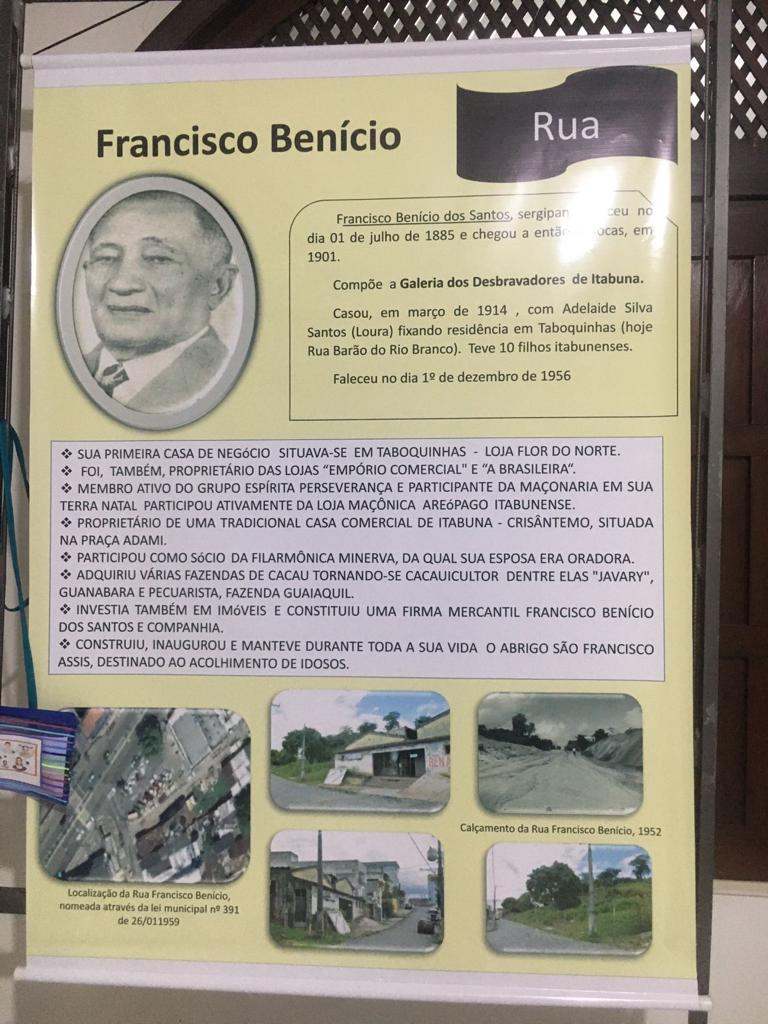 Francisco Benício
Rua
Francisco Benício dos Santos, no
dia 01 de julho de 1885 e chegou a em
1901.
Compõe a Galeria dos Desbravadores de Itabuna.
Casou, em março de 1914 , com Adelaide Silva
Santos (Loura) fixando residência em Taboquinhas (hoje
Rua Barão do Rio Branco). Teve 10 filhos itabunenses.
Faleceu no dia 1º de dezembro de 1956
❖ SUA PRIMEIRA CASA DE NEGóCIO SITUAVA-SE EM TABOQUINHAS - LOJA FLOR DO NORTE.
❖ FOI, TAMBÉM, PROPRIETÁRIO DAS LOJAS “EMPÓRIO COMERCIAL" E “A BRASILEIRA“.
❖ MEMBRO ATIVO DO GRUPO ESPÍRITA PERSEVERANÇA E PARTICIPANTE DA MAÇONARIA EM SUA
TERRA NATAL PARTICIPOU ATIVAMENTE DA LOJA MAÇÔNICA AREóPAGO ITABUNENSE.
❖ PROPRIETÁRIO DE UMA TRADICIONAL CASA COMERCIAL DE ITABUNA - CRISÂNTEMO, SITUADA
NA PRAÇA ADAMI.
❖ PARTICIPOU COMO SóCIO DA FILARMÔNICA MINERVA, DA QUAL SUA ESPOSA ERA ORADORA.
❖ ADQUIRIU VÁRIAS FAZENDAS DE CACAU TORNANDO-SE CACAUICULTOR DENTRE ELAS "JAVARY",
GUANABARA E PECUARISTA, FAZENDA GUAIAQUIL.
❖ INVESTIA TAMBÉM EM IMóVEIS E CONSTITUIU UMA FIRMA MERCANTIL FRANCISCO BENÍCIO
DOS SANTOS E COMPANHIA.
❖ CONSTRUIU, INAUGUROU E MANTEVE DURANTE TODA A SUA VIDA O ABRIGO SÃO FRANCISCO
ASSIS, DESTINADO AO ACOLHIMENTO DE IDOSOS.
Calçamento da Rua Francisco Benício, 1952
Localização da Rua Francisco Benício,
nomeada através da lei municipal nº 391
de 26/011959